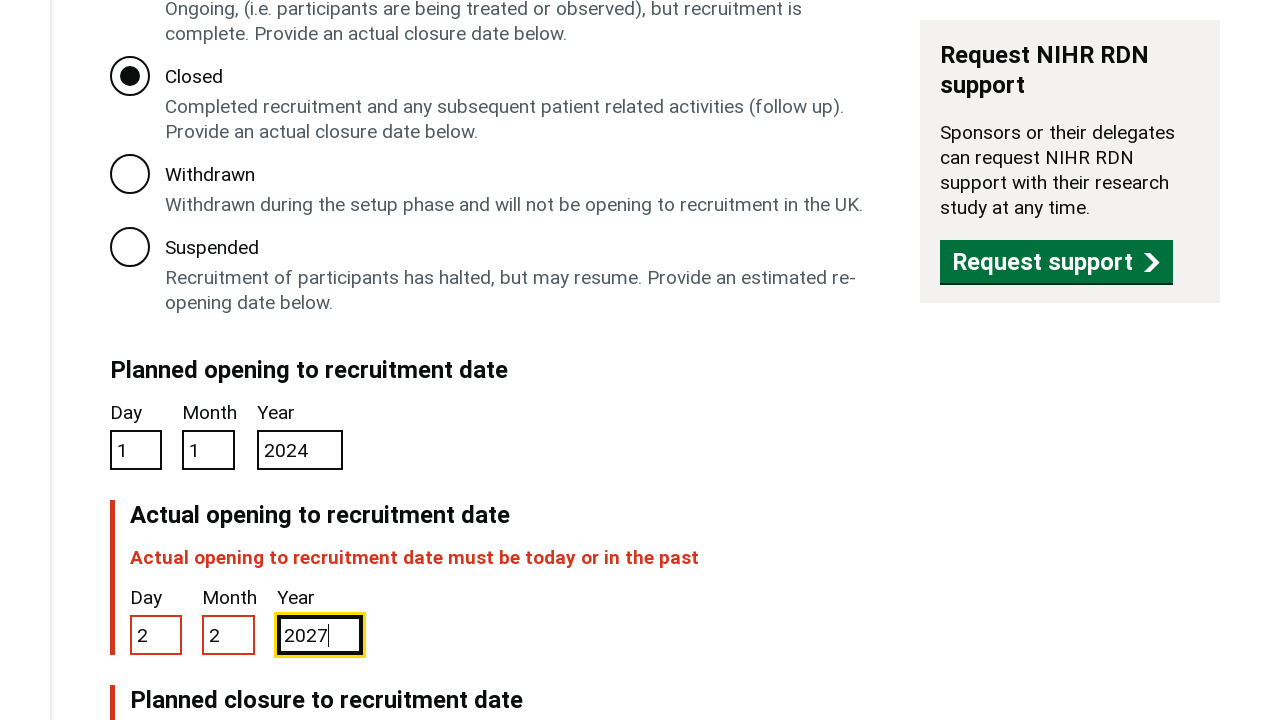 Ongoing, (i.e. participants are being treated or observed), but recruitment is
complete. Provide an actual closure date below.
Closed
Completed recruitment and any subsequent patient related activities (follow up).
Provide an actual closure date below.
Withdrawn
Withdrawn during the setup phase and will not be opening to recruitment in the UK.
Suspended
Recruitment of participants has halted, but may resume. Provide an estimated re-
opening date below.
Planned opening to recruitment date
Day Month Year
1 1 2024
Actual opening to recruitment date
Actual opening to recruitment date must be today or in the past
Day Month Year
2 2 2027
Planned closure to recruitment date
Request NIHR RDN
support
Sponsors or their delegates
can request NIHR RDN
support with their research
study at any time.
Request support